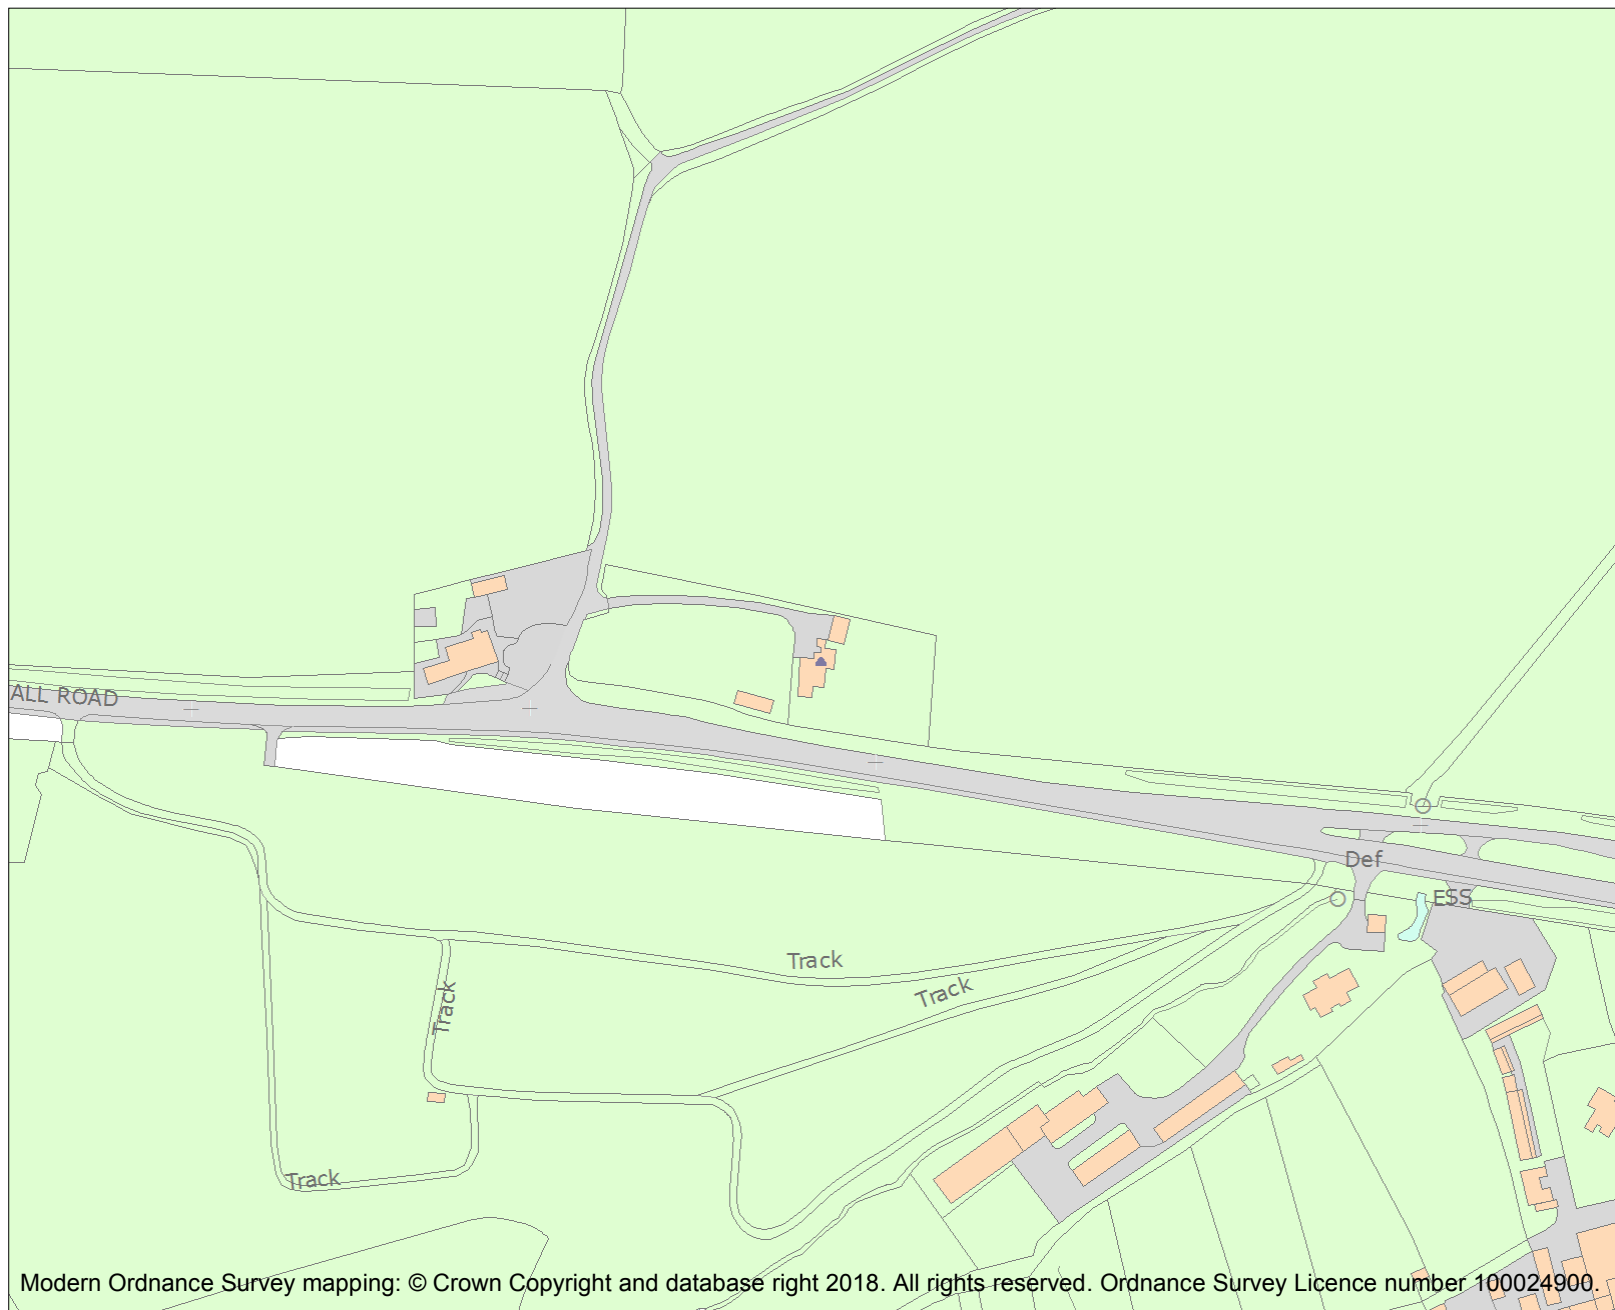 ALL ROAD
Def
ESS
Track
Track
Track
Track
Modern Ordnance Survey mapping: © Crown Copyright and database right 2018. All rights reserved. Ordnance Survey Licence number 100024900.